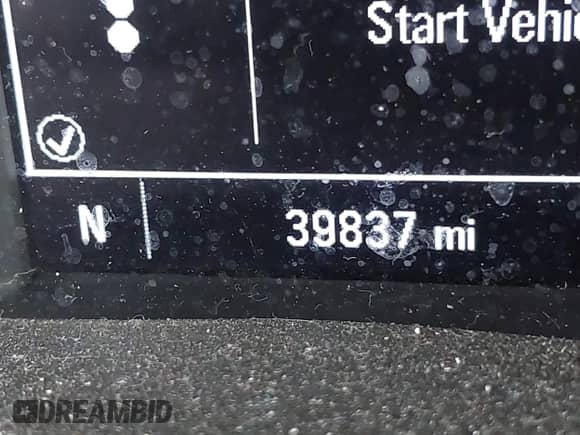 Start Vehic
N 39837 mi
DREAMBID